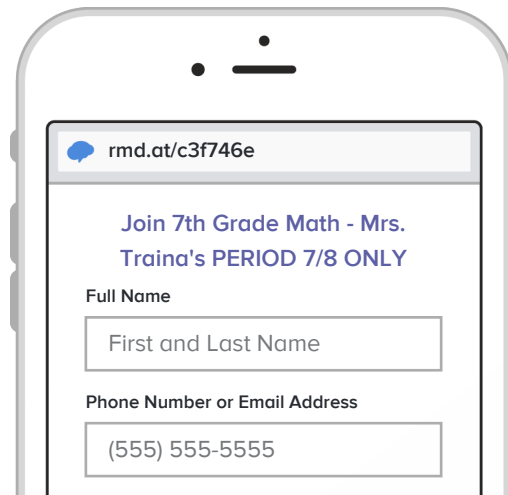 rmd.at/c3f746e
Join 7th Grade Math - Mrs.
Traina's PERIOD 7/8 ONLY
Full Name
First and Last Name
Phone Number or Email Address
(555) 555-5555